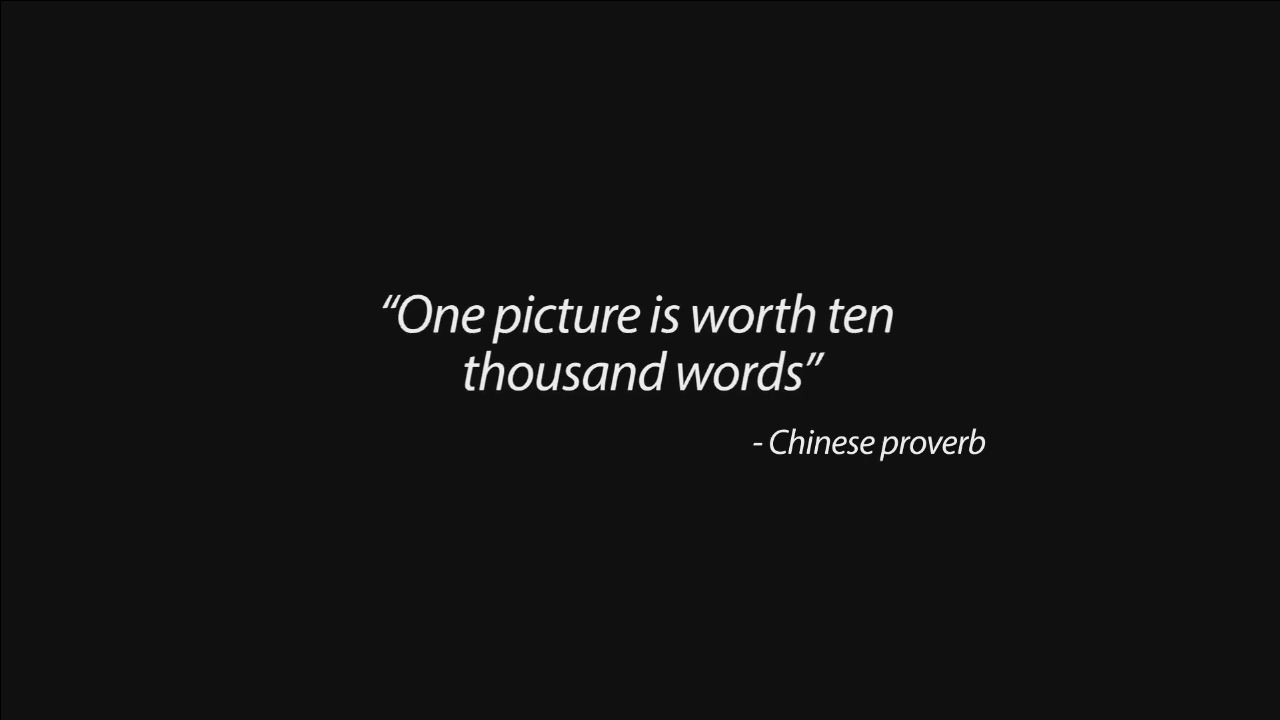 “One picture is worth ten
thousand words”
- Chinese proverb